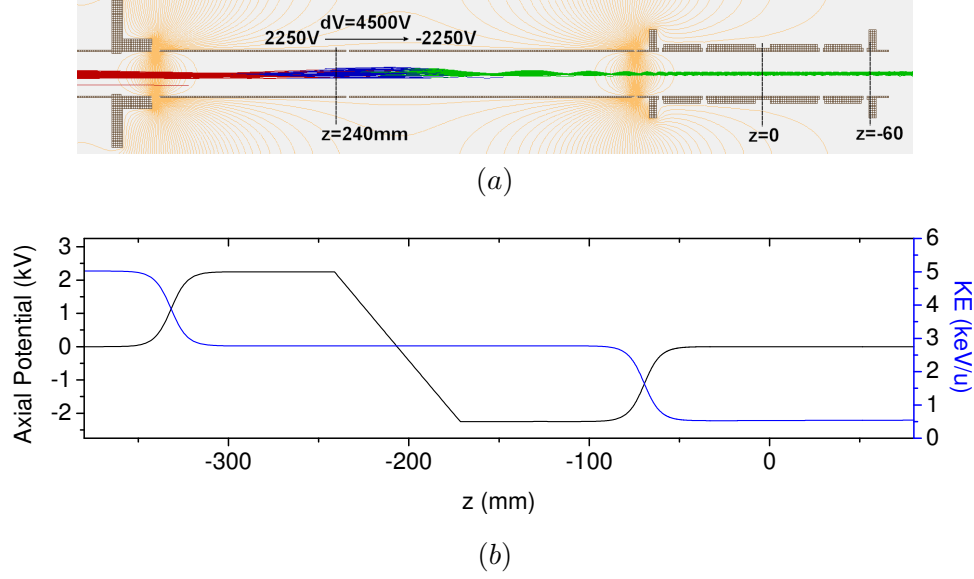 dV=4500V
2250V → -2250V
z=240mm
z=0
z=-60
(a)
3
2
1
0
-1
-2
Axial Potential (kV)
6
5
4
3
2
1
0
KE (keV/u)
-300
-200
-100
0
z (mm)
(b)